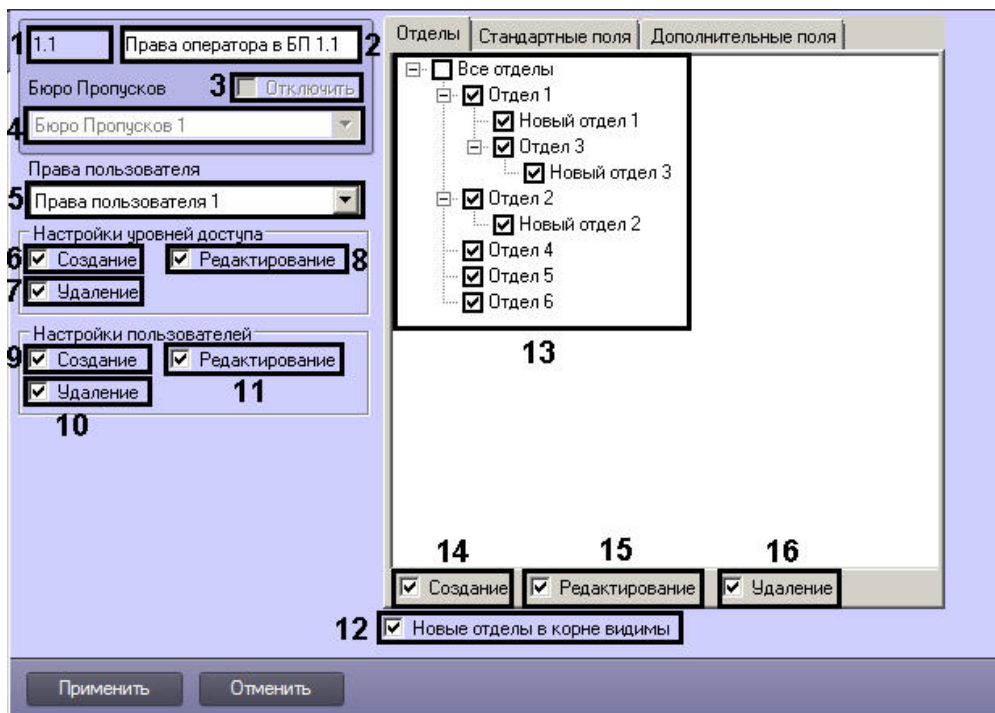 1 1.1 Права оператора в БП 1.1 2
Бюро Пропусков 3 Отключить
4 Бюро Пропусков 1
Права пользователя
5 Права пользователя 1
Настройки уровней доступа
6 Создание Редактирование 8
7 Удаление
Настройки пользователей
9 Создание Редактирование
Удаление 11
10
Отделы Стандартные поля Дополнительные поля
Все отделы
Отдел 1
Новый отдел 1
Отдел 3
Новый отдел 3
Отдел 2
Новый отдел 2
Отдел 4
Отдел 5
Отдел 6
13
14 15 16
Создание Редактирование Удаление
12 Новые отделы в корне видимы
Применить Отменить